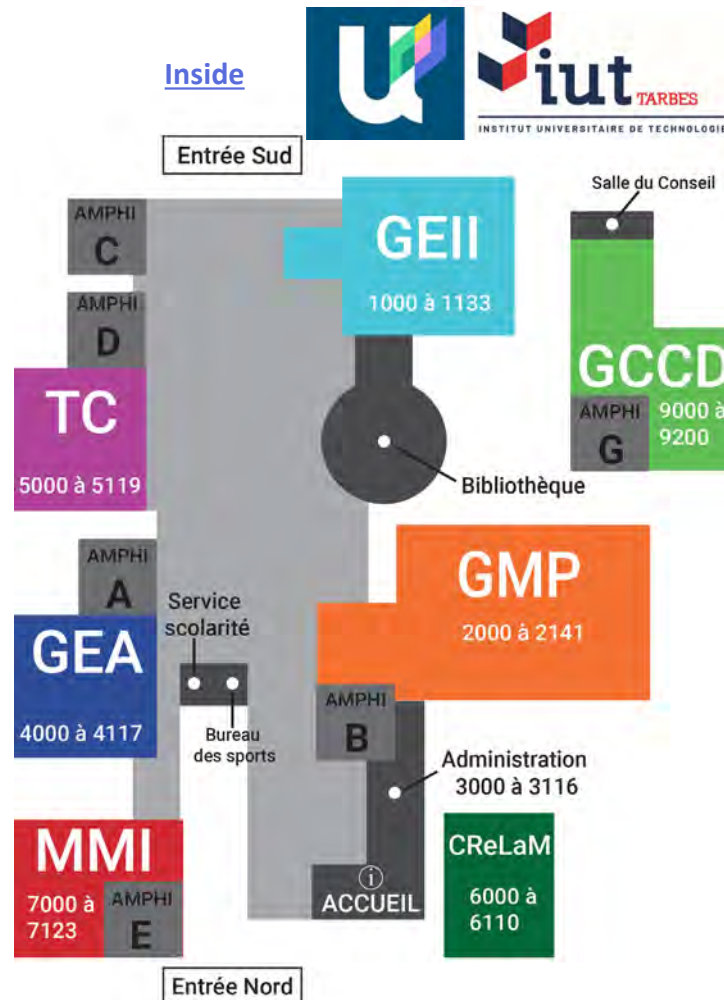 Inside
iut TARBES
INSTITUT UNIVERSITAIRE DE TECHNOLOGIE
Entrée Sud
Salle du Conseil
AMPHI
C
GEII
1000 à 1133
AMPHI
D
TC
5000 à 5119
GCCD
9000 à
9200
AMPHI
G
Bibliothèque
AMPHI
A
GMP
2000 à 2141
Service
scolarité
GEA
4000 à 4117
Bureau
des sports
AMPHI
B
Administration
3000 à 3116
MMI
7000 à
7123
AMPHI
E
i
ACCUEIL
CReLaM
6000 à
6110
Entrée Nord